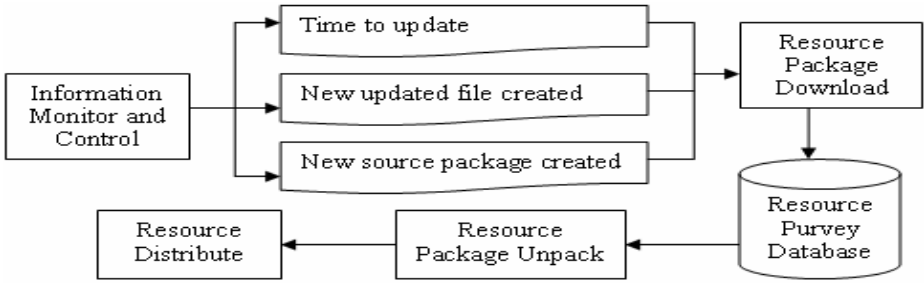 Information
Monitor and
Control
Time to update
New updated file created
New source package created
Resource
Package
Download
Resource
Purvey
Database
Resource
Package Unpack
Resource
Distribute